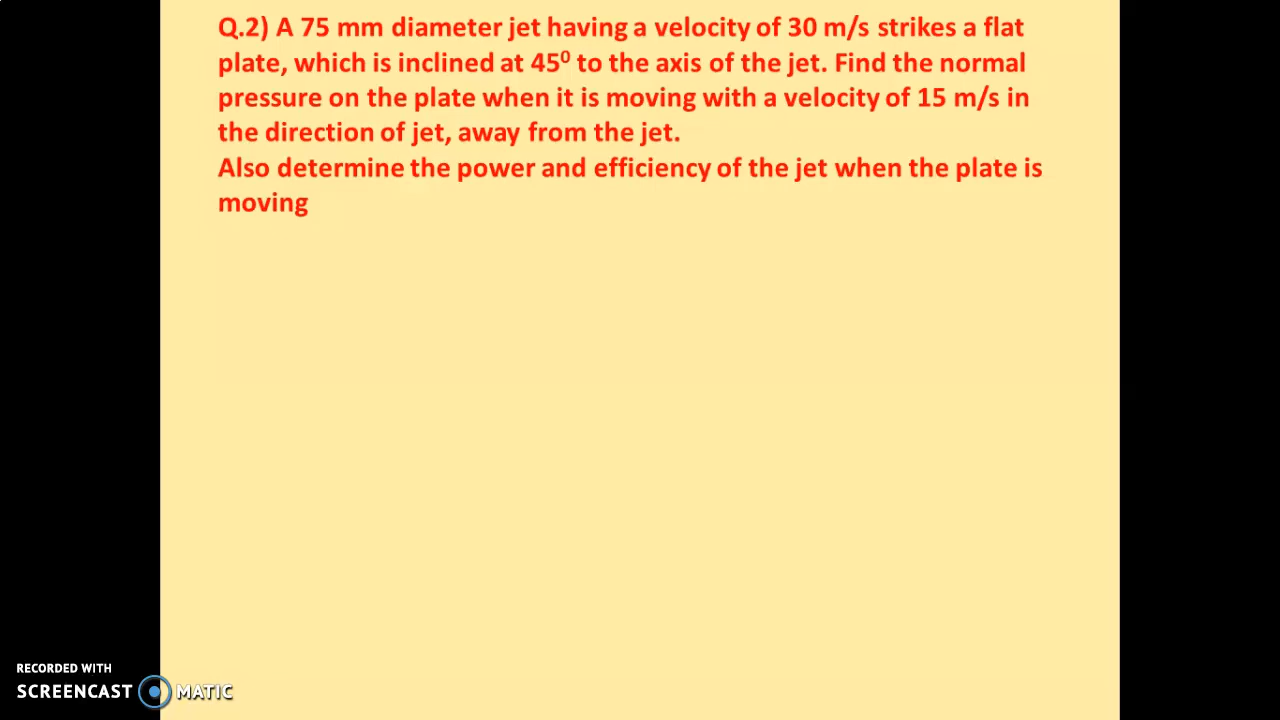 Q.2) A 75 mm diameter jet having a velocity of 30 m/s strikes a flat
plate, which is inclined at 45⁰ to the axis of the jet. Find the normal
pressure on the plate when it is moving with a velocity of 15 m/s in
the direction of jet, away from the jet.
Also determine the power and efficiency of the jet when the plate is
moving
RECORDED WITH
SCREENCAST MATIC